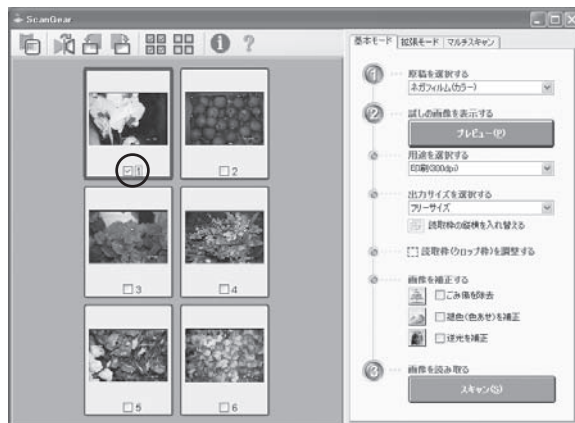 ScanGear
基本モード 拡張モード マルチスキャン
1 原稿を選択する
ネガフィルム(カラー)
2 試しの画像を表示する
プレビュー(P)
用途を選択する
印刷(300dpi)
出力サイズを選択する
フリーサイズ
読取枠の縦横を入れ替える
読取枠(クロップ枠)を調整する
画像を補正する
ごみ傷を除去
褪色(色あせ)を補正
逆光を補正
3 画像を読み取る
スキャン(S)
1
2
3
4
5
6